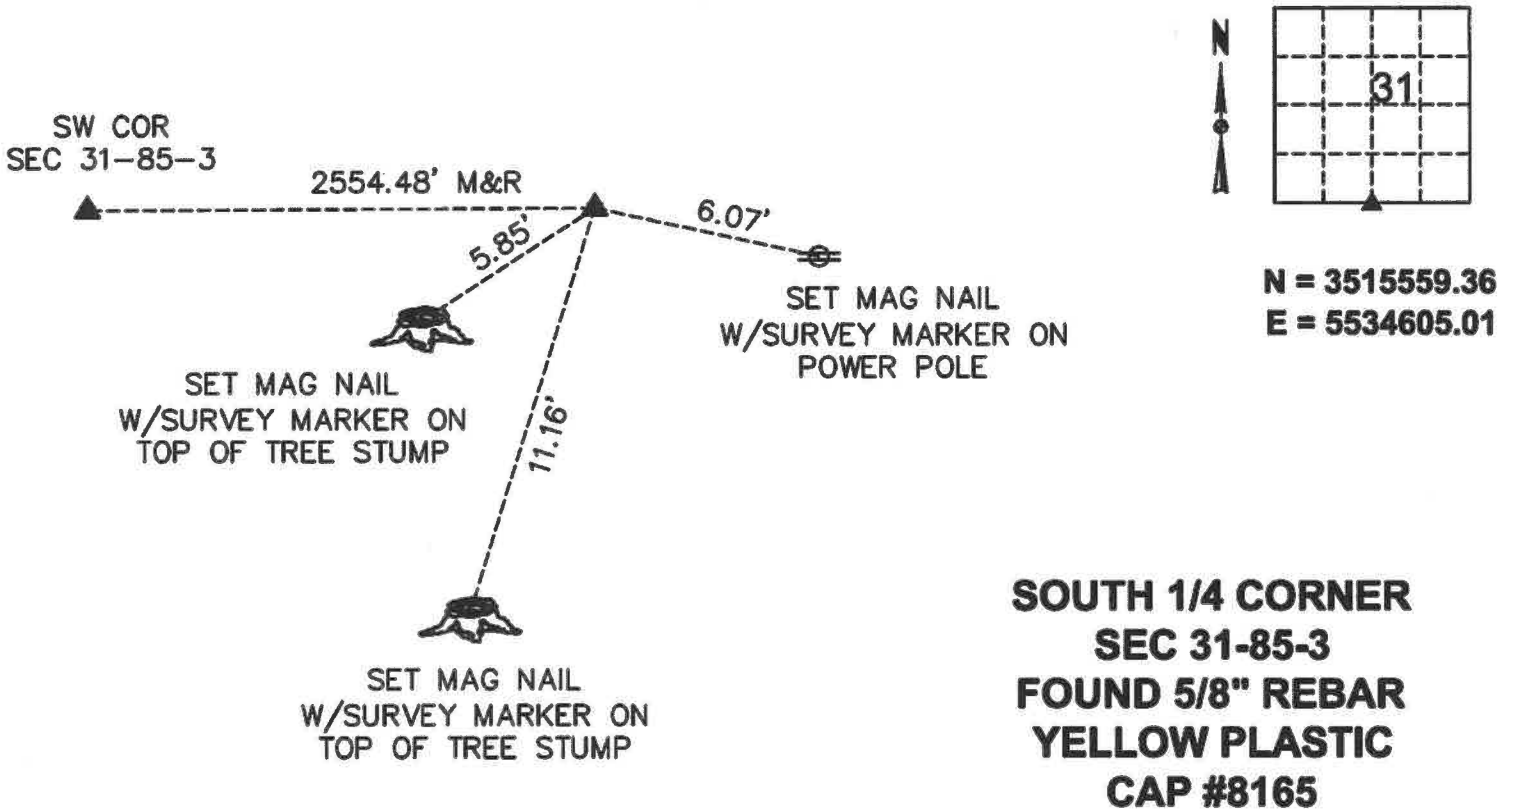 SW COR
SEC 31-85-3
2554.48' M&R
5.85'
6.07'
11.16'
SET MAG NAIL
W/SURVEY MARKER ON
POWER POLE
SET MAG NAIL
W/SURVEY MARKER ON
TOP OF TREE STUMP
SET MAG NAIL
W/SURVEY MARKER ON
TOP OF TREE STUMP
N
31
N = 3515559.36
E = 5534605.01
SOUTH 1/4 CORNER
SEC 31-85-3
FOUND 5/8" REBAR
YELLOW PLASTIC
CAP #8165